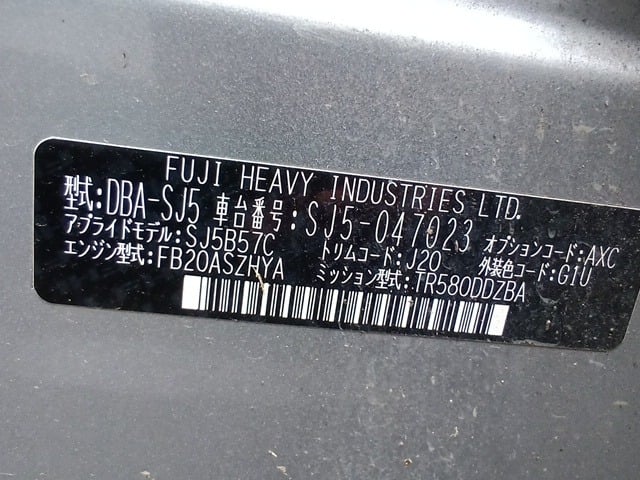 FUJI HEAVY INDUSTRIES LTD.
型式:DBA-SJ5 車台番号:SJ5-047023 オプションコード:AXC
アプライドモデル:SJ5B57C トリムコード:J20 外装色コード:G1U
エンジン型式:FB20ASZHYA ミッション型式:TR580DDZBA